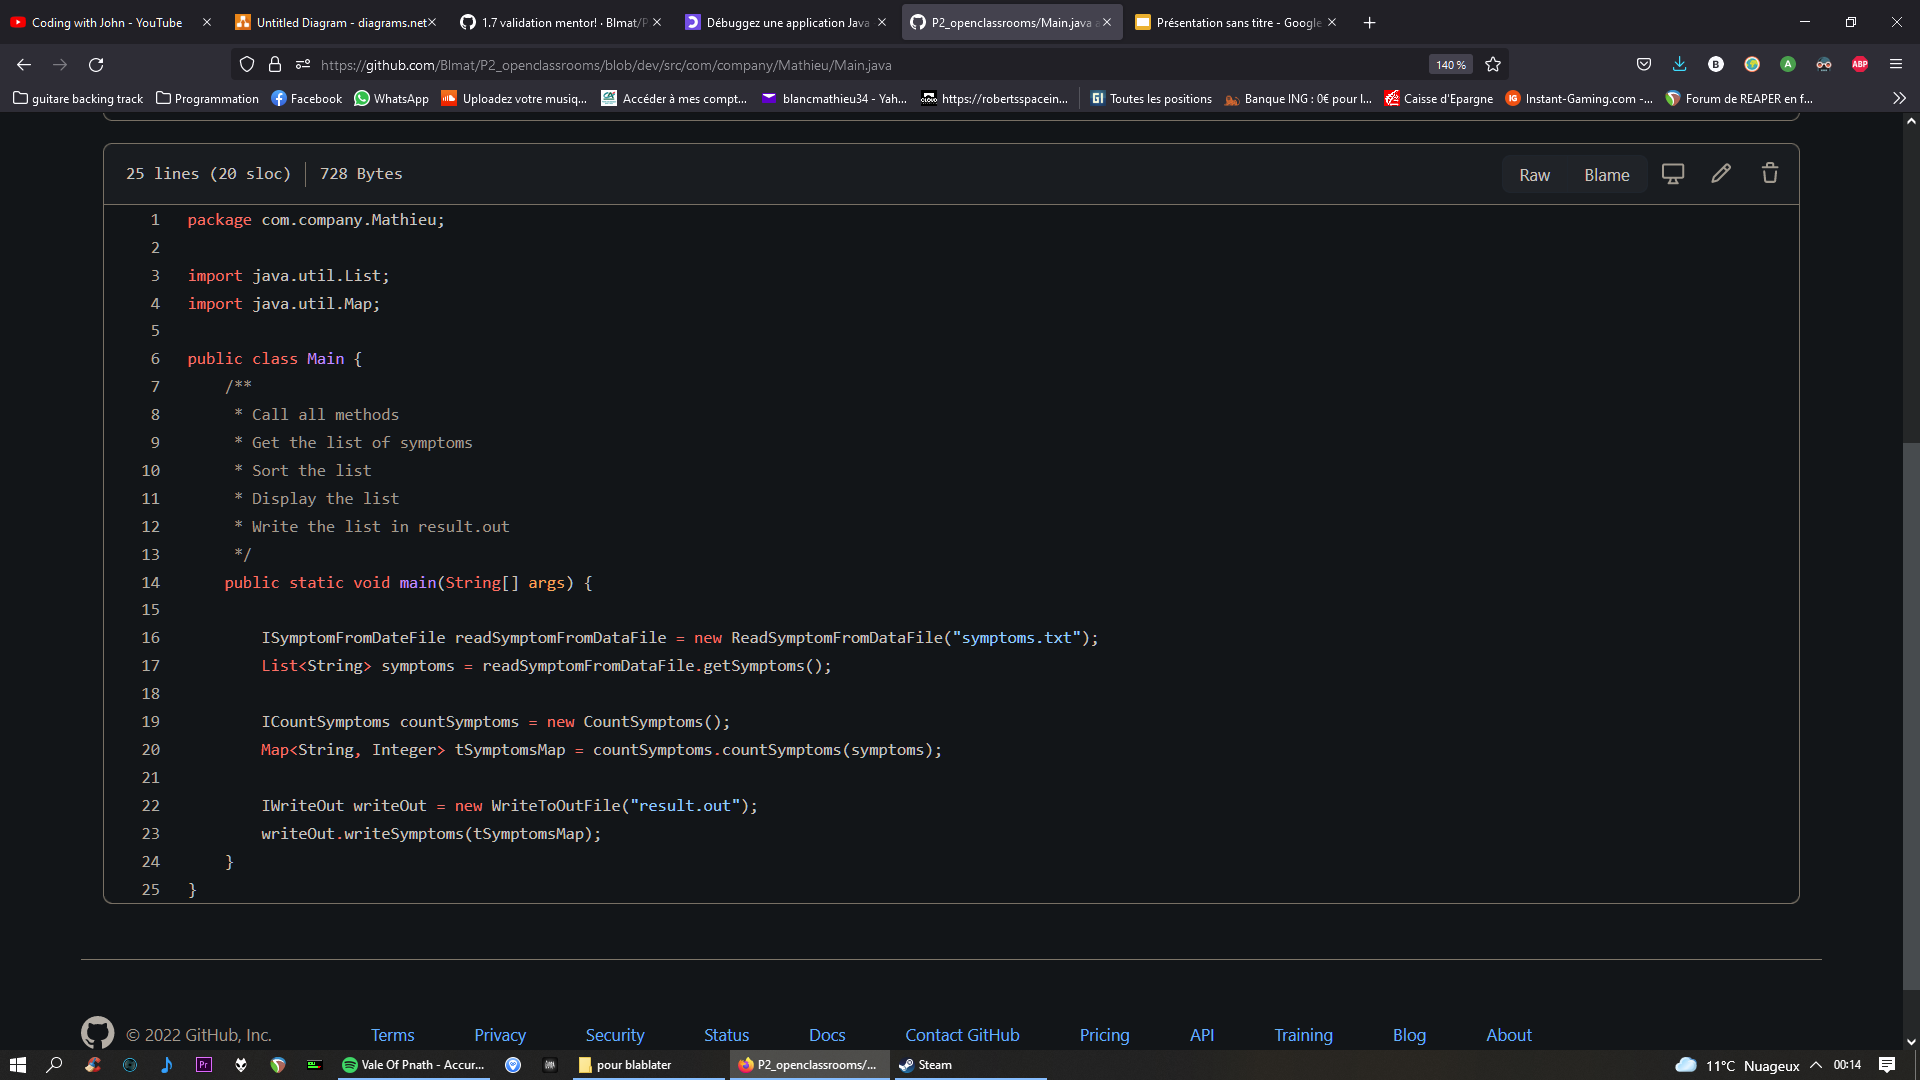 Coding with John - YouTube
Untitled Diagram - diagrams.net
1.7 validation mentor! · Blmat/P
Débuggez une application Java
P2_openclassrooms/Main.java a
Présentation sans titre - Google
https://github.com/Blmat/P2_openclassrooms/blob/dev/src/com/company/Mathieu/Main.java
140 %
B
A
ABP
guitare backing track
Programmation
Facebook
WhatsApp
Uploadez votre musiq...
Accéder à mes compt...
blancmathieu34 - Yah...
https://robertsspacein...
Toutes les positions
Banque ING : 0€ pour l...
Caisse d'Epargne
Instant-Gaming.com -...
Forum de REAPER en f...
25 lines (20 sloc)
728 Bytes
Raw
Blame
1 package com.company.Mathieu;
2
3 import java.util.List;
4 import java.util.Map;
5
6 public class Main {
7 /**
8 * Call all methods
9 * Get the list of symptoms
10 * Sort the list
11 * Display the list
12 * Write the list in result.out
13 */
14 public static void main(String[] args) {
15
16 ISymptomFromDateFile readSymptomFromDataFile = new ReadSymptomFromDataFile("symptoms.txt");
17 List<String> symptoms = readSymptomFromDataFile.getSymptoms();
18
19 ICountSymptoms countSymptoms = new CountSymptoms();
20 Map<String, Integer> tSymptomsMap = countSymptoms.countSymptoms(symptoms);
21
22 IWriteOut writeOut = new WriteToOutFile("result.out");
23 writeOut.writeSymptoms(tSymptomsMap);
24 }
25 }
© 2022 GitHub, Inc.
Terms
Privacy
Security
Status
Docs
Contact GitHub
Pricing
API
Training
Blog
About
Pr
Vale Of Pnath - Accur...
pour blablater
P2_openclassrooms/...
Steam
11°C Nuageux
00:14